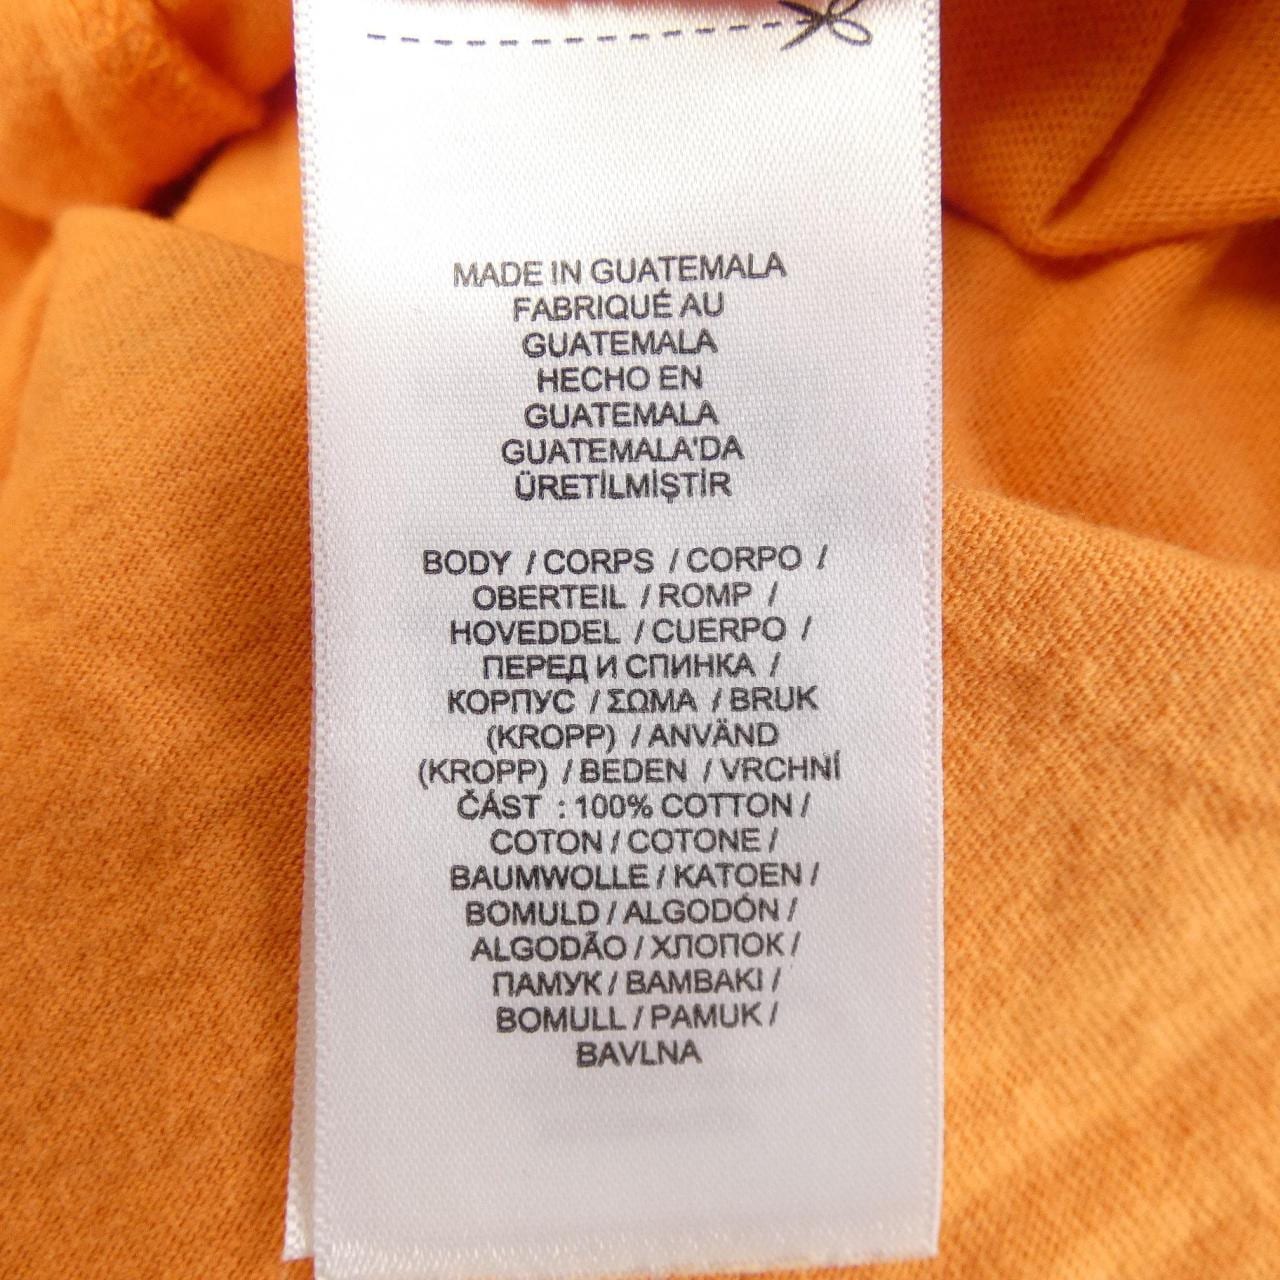 MADE IN GUATEMALA
FABRIQUÉ AU
GUATEMALA
HECHO EN
GUATEMALA
GUATEMALA'DA
ÜRETİLMİŞTİR
BODY / CORPS / CORPO /
OBERTEIL / ROMP /
HOVEDDEL / CUERPO /
ПЕРЕД И СПИНКА /
КОРПУС / ΣΩΜΑ / BRUK
(KROPP) / ANVÄND
(KROPP) / BEDEN / VRCHNÍ
ČÁST : 100% COTTON /
COTON / COTONE /
BAUMWOLLE / KATOEN /
BOMULD / ALGODÓN /
ALGODÃO / ХЛОПОК /
ПАМУК / ΒΑΜΒΑΚΙ /
BOMULL / PAMUK /
BAVLNA